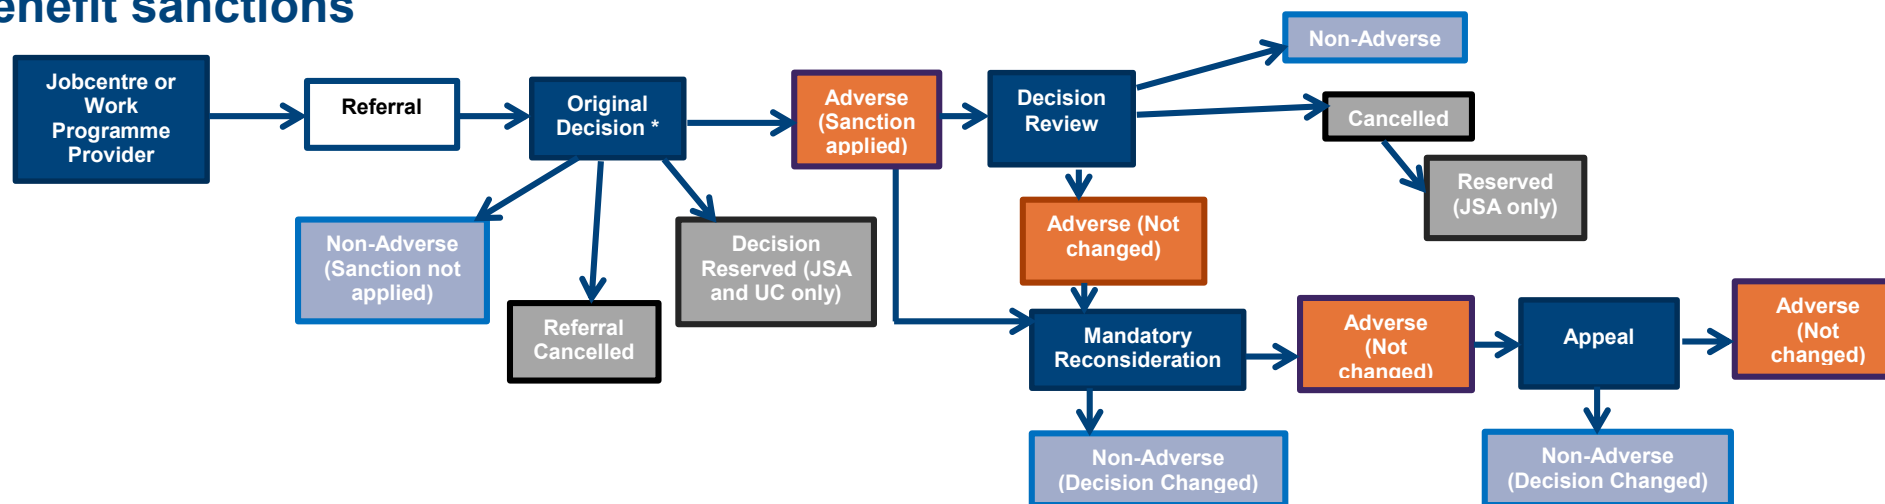 enefit sanctions
Non-Adverse
Jobcentre or
Work
Programme
Provider
Referral
Original
Decision *
Adverse
(Sanction
applied)
Decision
Review
Cancelled
Reserved
(JSA only)
Non-Adverse
(Sanction not
applied)
Referral
Cancelled
Decision
Reserved (JSA
and UC only)
Adverse (Not
changed)
Mandatory
Reconsideration
Adverse
(Not
changed)
Appeal
Adverse
(Not
changed)
Non-Adverse
(Decision Changed)
Non-Adverse
(Decision Changed)